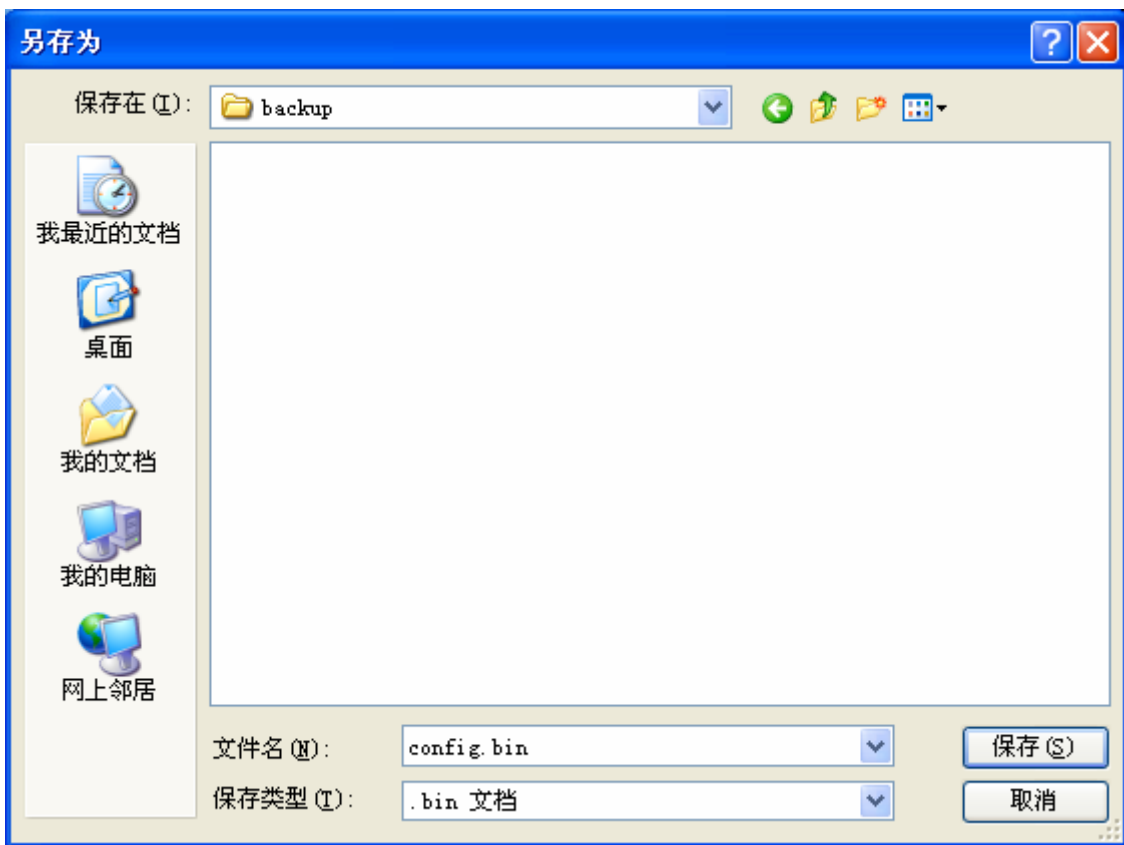 另存为
保存在(I):
backup
我最近的文档
桌面
我的文档
我的电脑
网上邻居
文件名(N):
config.bin
保存(S)
保存类型(T):
.bin 文档
取消